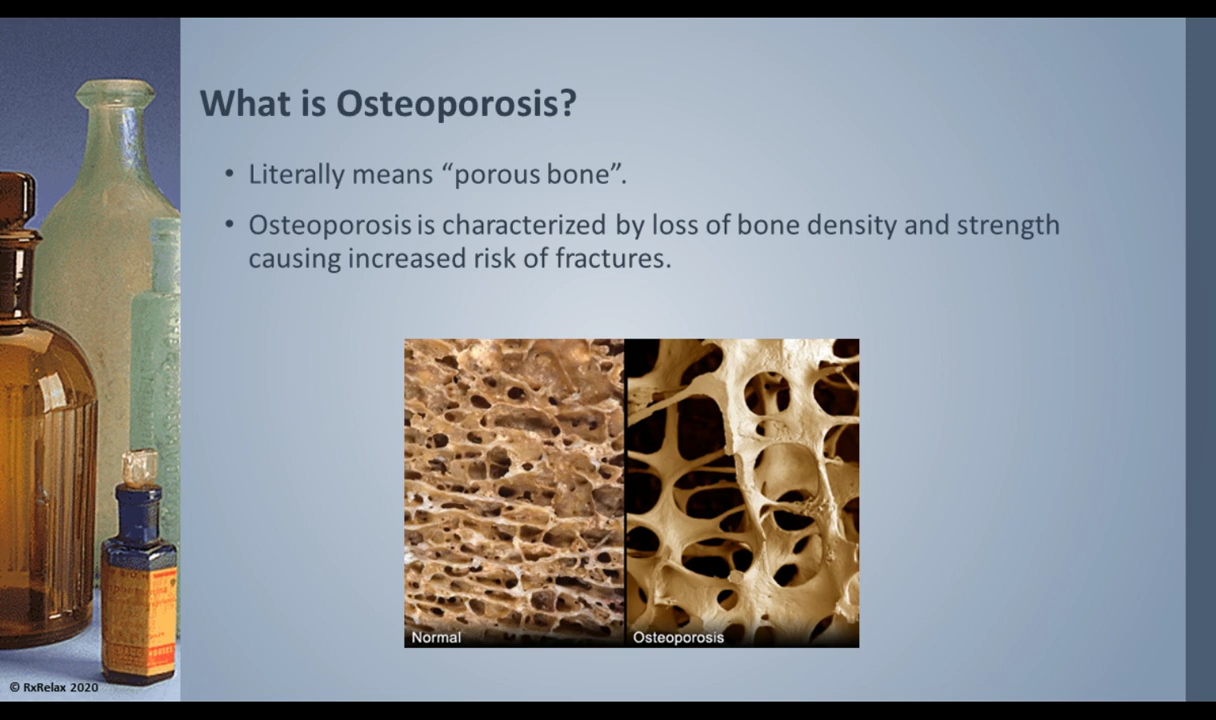 What is Osteoporosis?
• Literally means “porous bone”.
• Osteoporosis is characterized by loss of bone density and strength
causing increased risk of fractures.
Normal
Osteoporosis
© RxRelax 2020